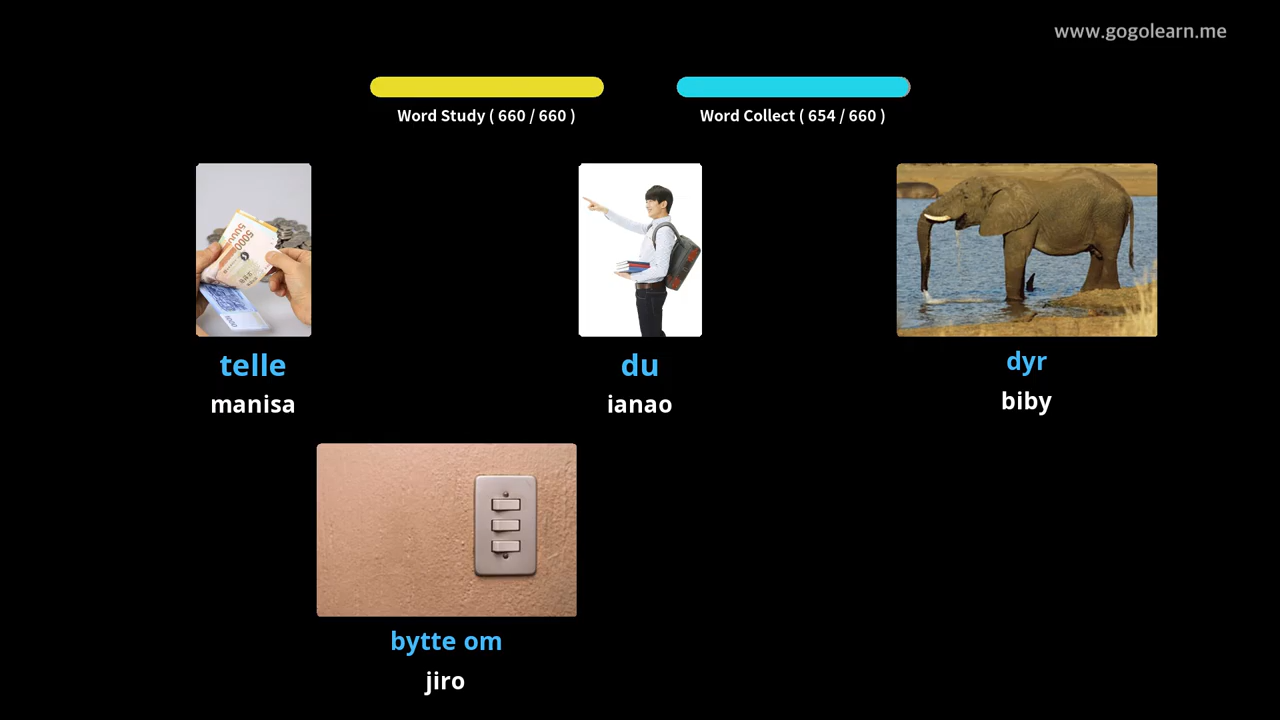 www.gogolearn.me
Word Study ( 660 / 660 )
Word Collect ( 654 / 660 )
telle
manisa
du
ianao
dyr
biby
bytte om
jiro